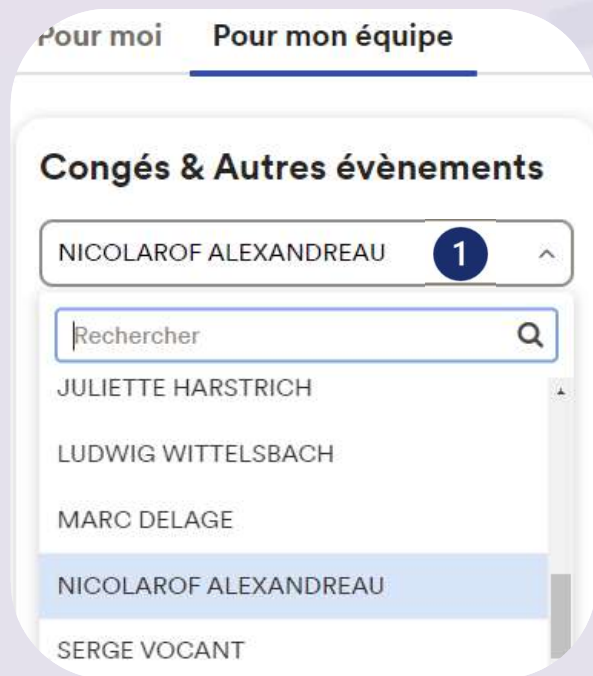 Pour moi Pour mon équipe
Congés & Autres évènements
NICOLAROF ALEXANDREAU 1
Rechercher
JULIETTE HARSTRICH
LUDWIG WITTELSBACH
MARC DELAGE
NICOLAROF ALEXANDREAU
SERGE VOCANT